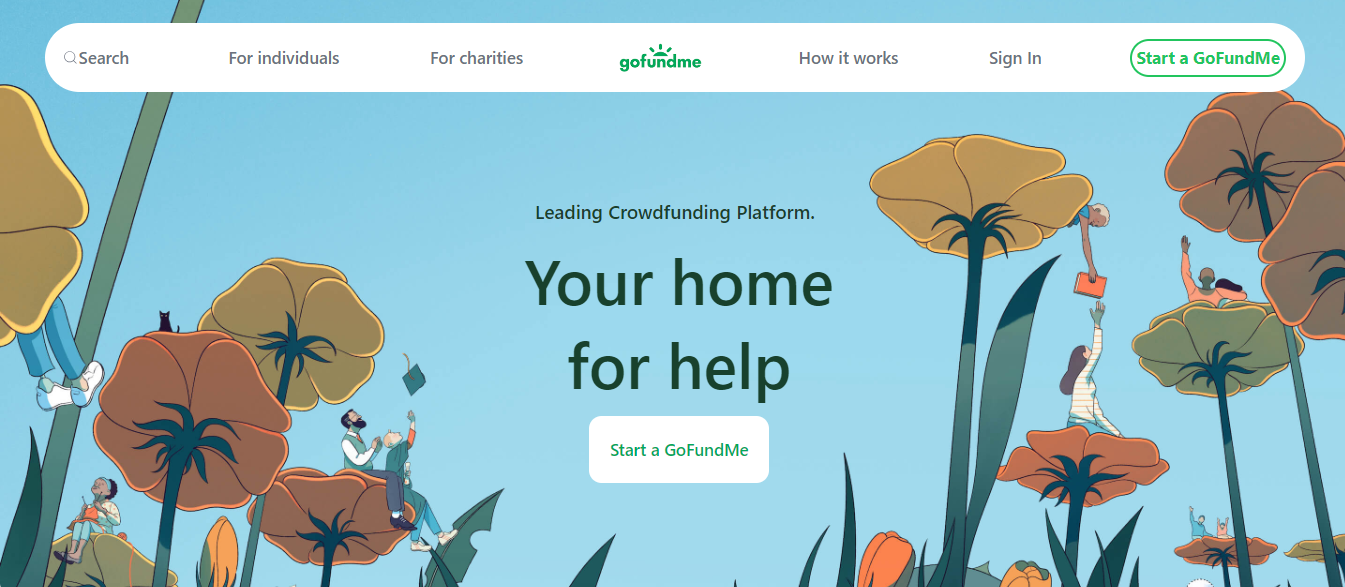 Search
For individuals
For charities
gofundme
How it works
Sign In
Start a GoFundMe
Leading Crowdfunding Platform.
Your home
for help
Start a GoFundMe